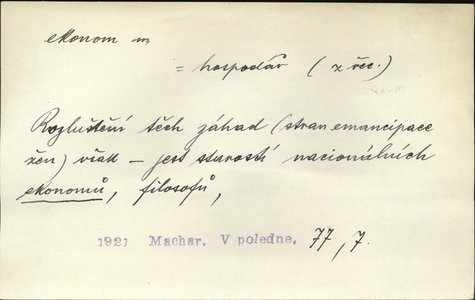 ekonom m.
= hospodář (z řec.)
Rozluštění těch záhad (stran emancipace
žen) však – jest starostí nacionálních
ekonomů, filosofů,
1921 Machar, V poledne, 77, 7.